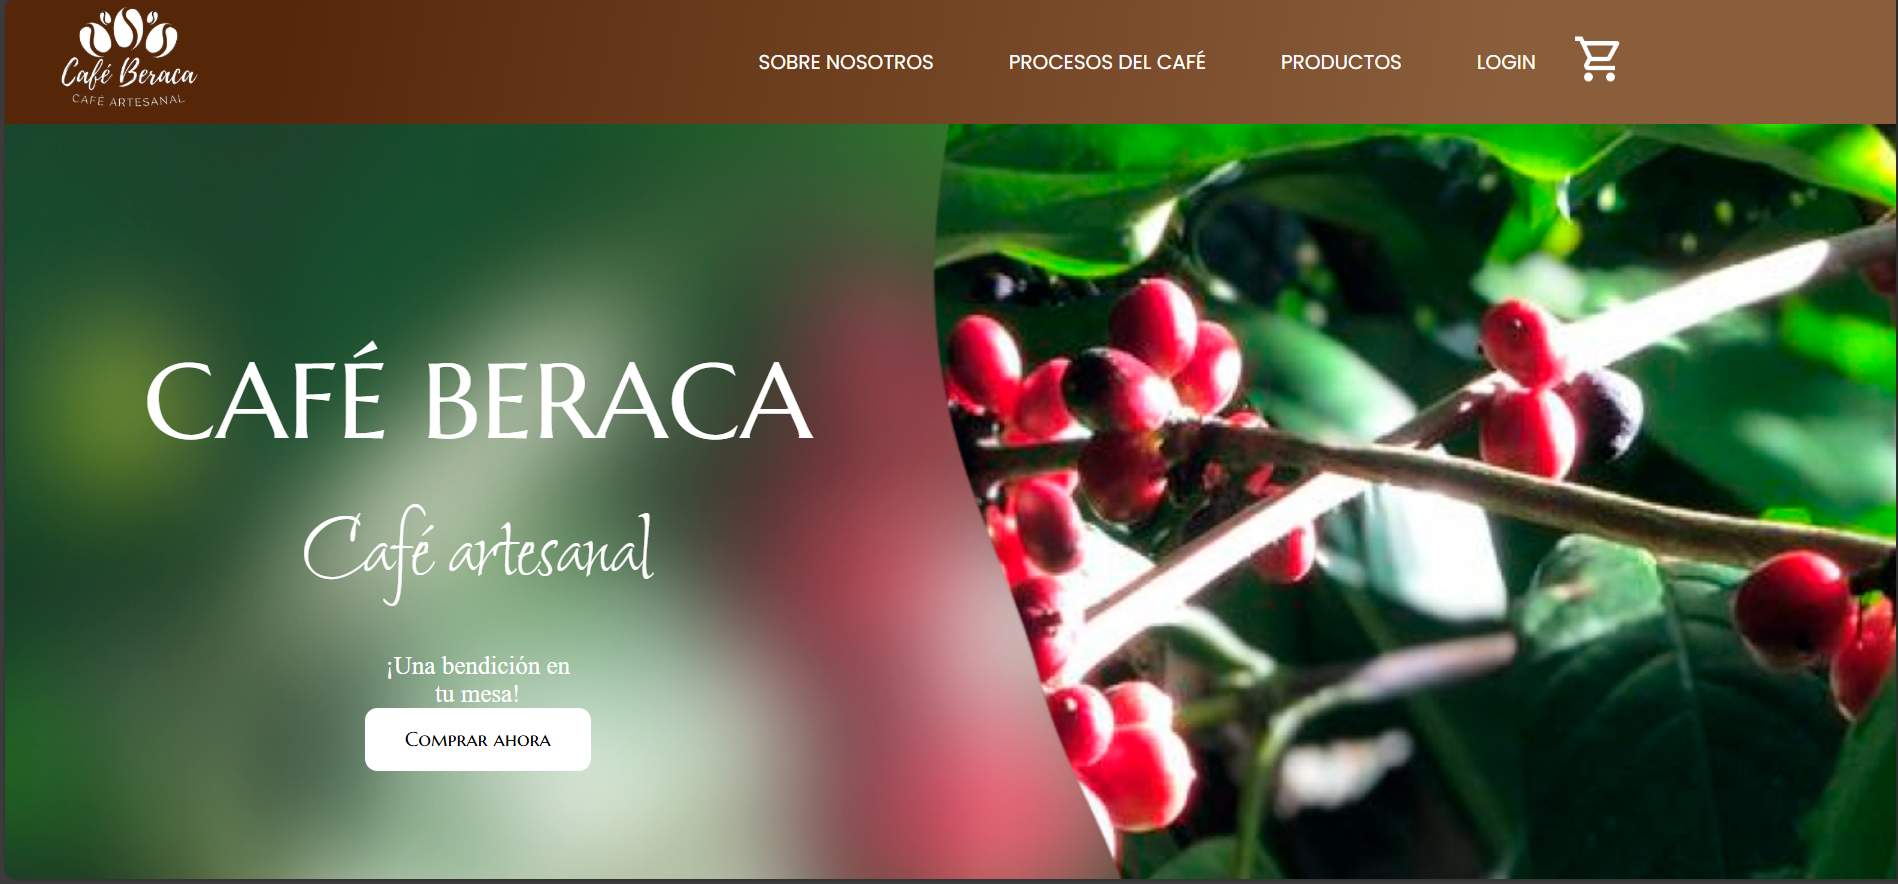 Café Beraca
CAFÉ ARTESANAL
SOBRE NOSOTROS
PROCESOS DEL CAFÉ
PRODUCTOS
LOGIN
CAFÉ BERACA
Café artesanal
¡Una bendición en
tu mesa!
Comprar ahora